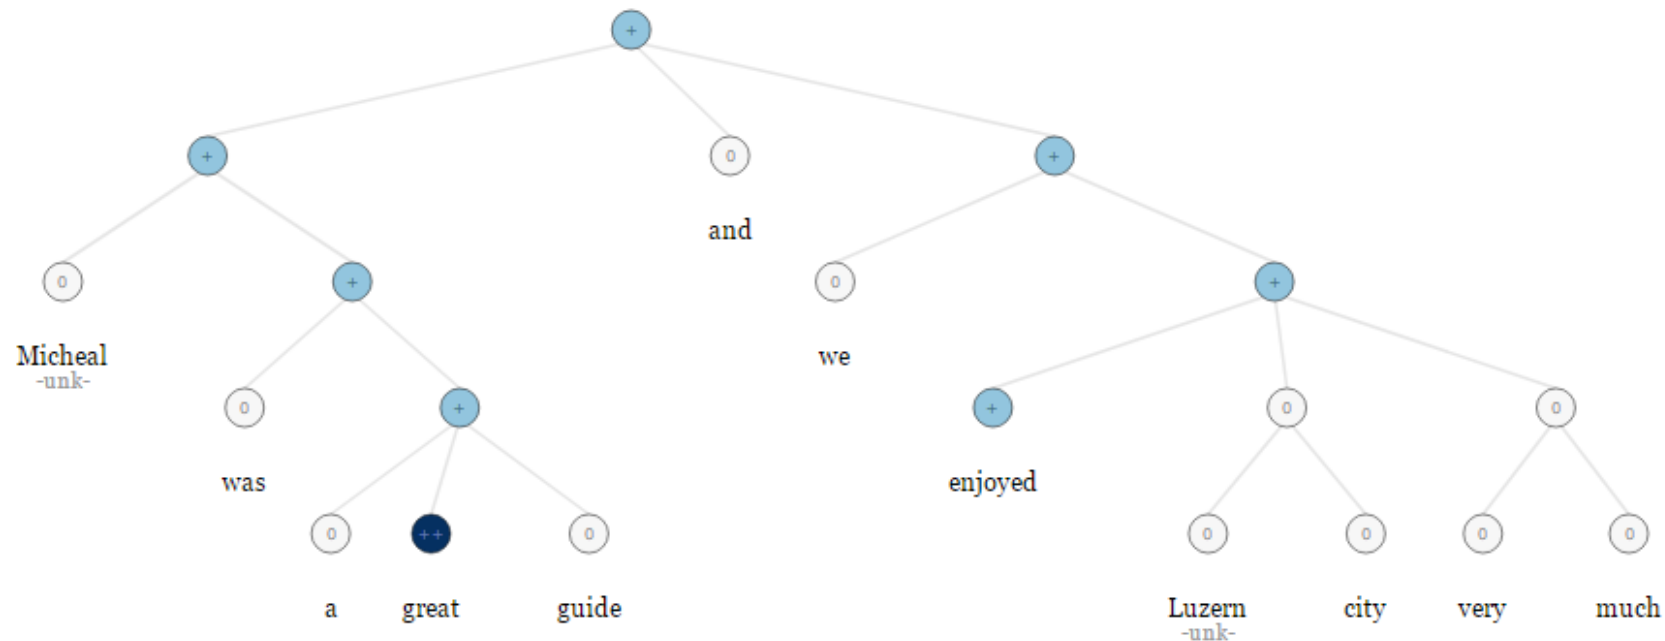 +
+ 0 +
and
0 + 0 +
Micheal we
-unk-
0 + + 0 0
was enjoyed
0 ++ 0 0 0 0 0
a great guide Luzern city very much
-unk-